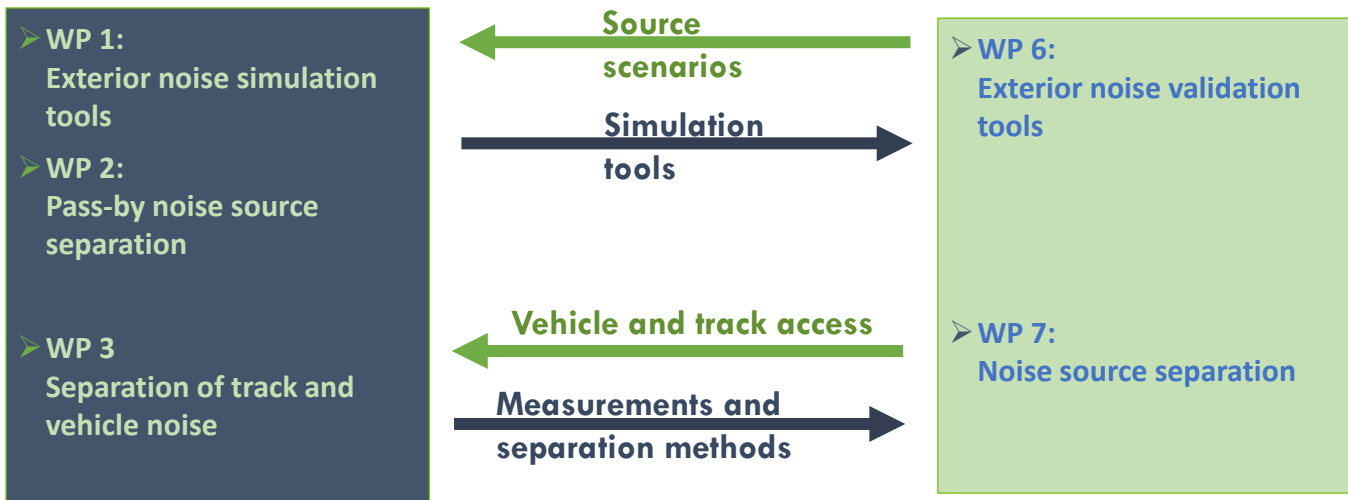 WP 1:
Exterior noise simulation
tools
WP 2:
Pass-by noise source
separation
WP 3
Separation of track and
vehicle noise
Source
scenarios
Simulation
tools
Vehicle and track access
Measurements and
separation methods
WP 6:
Exterior noise validation
tools
WP 7:
Noise source separation